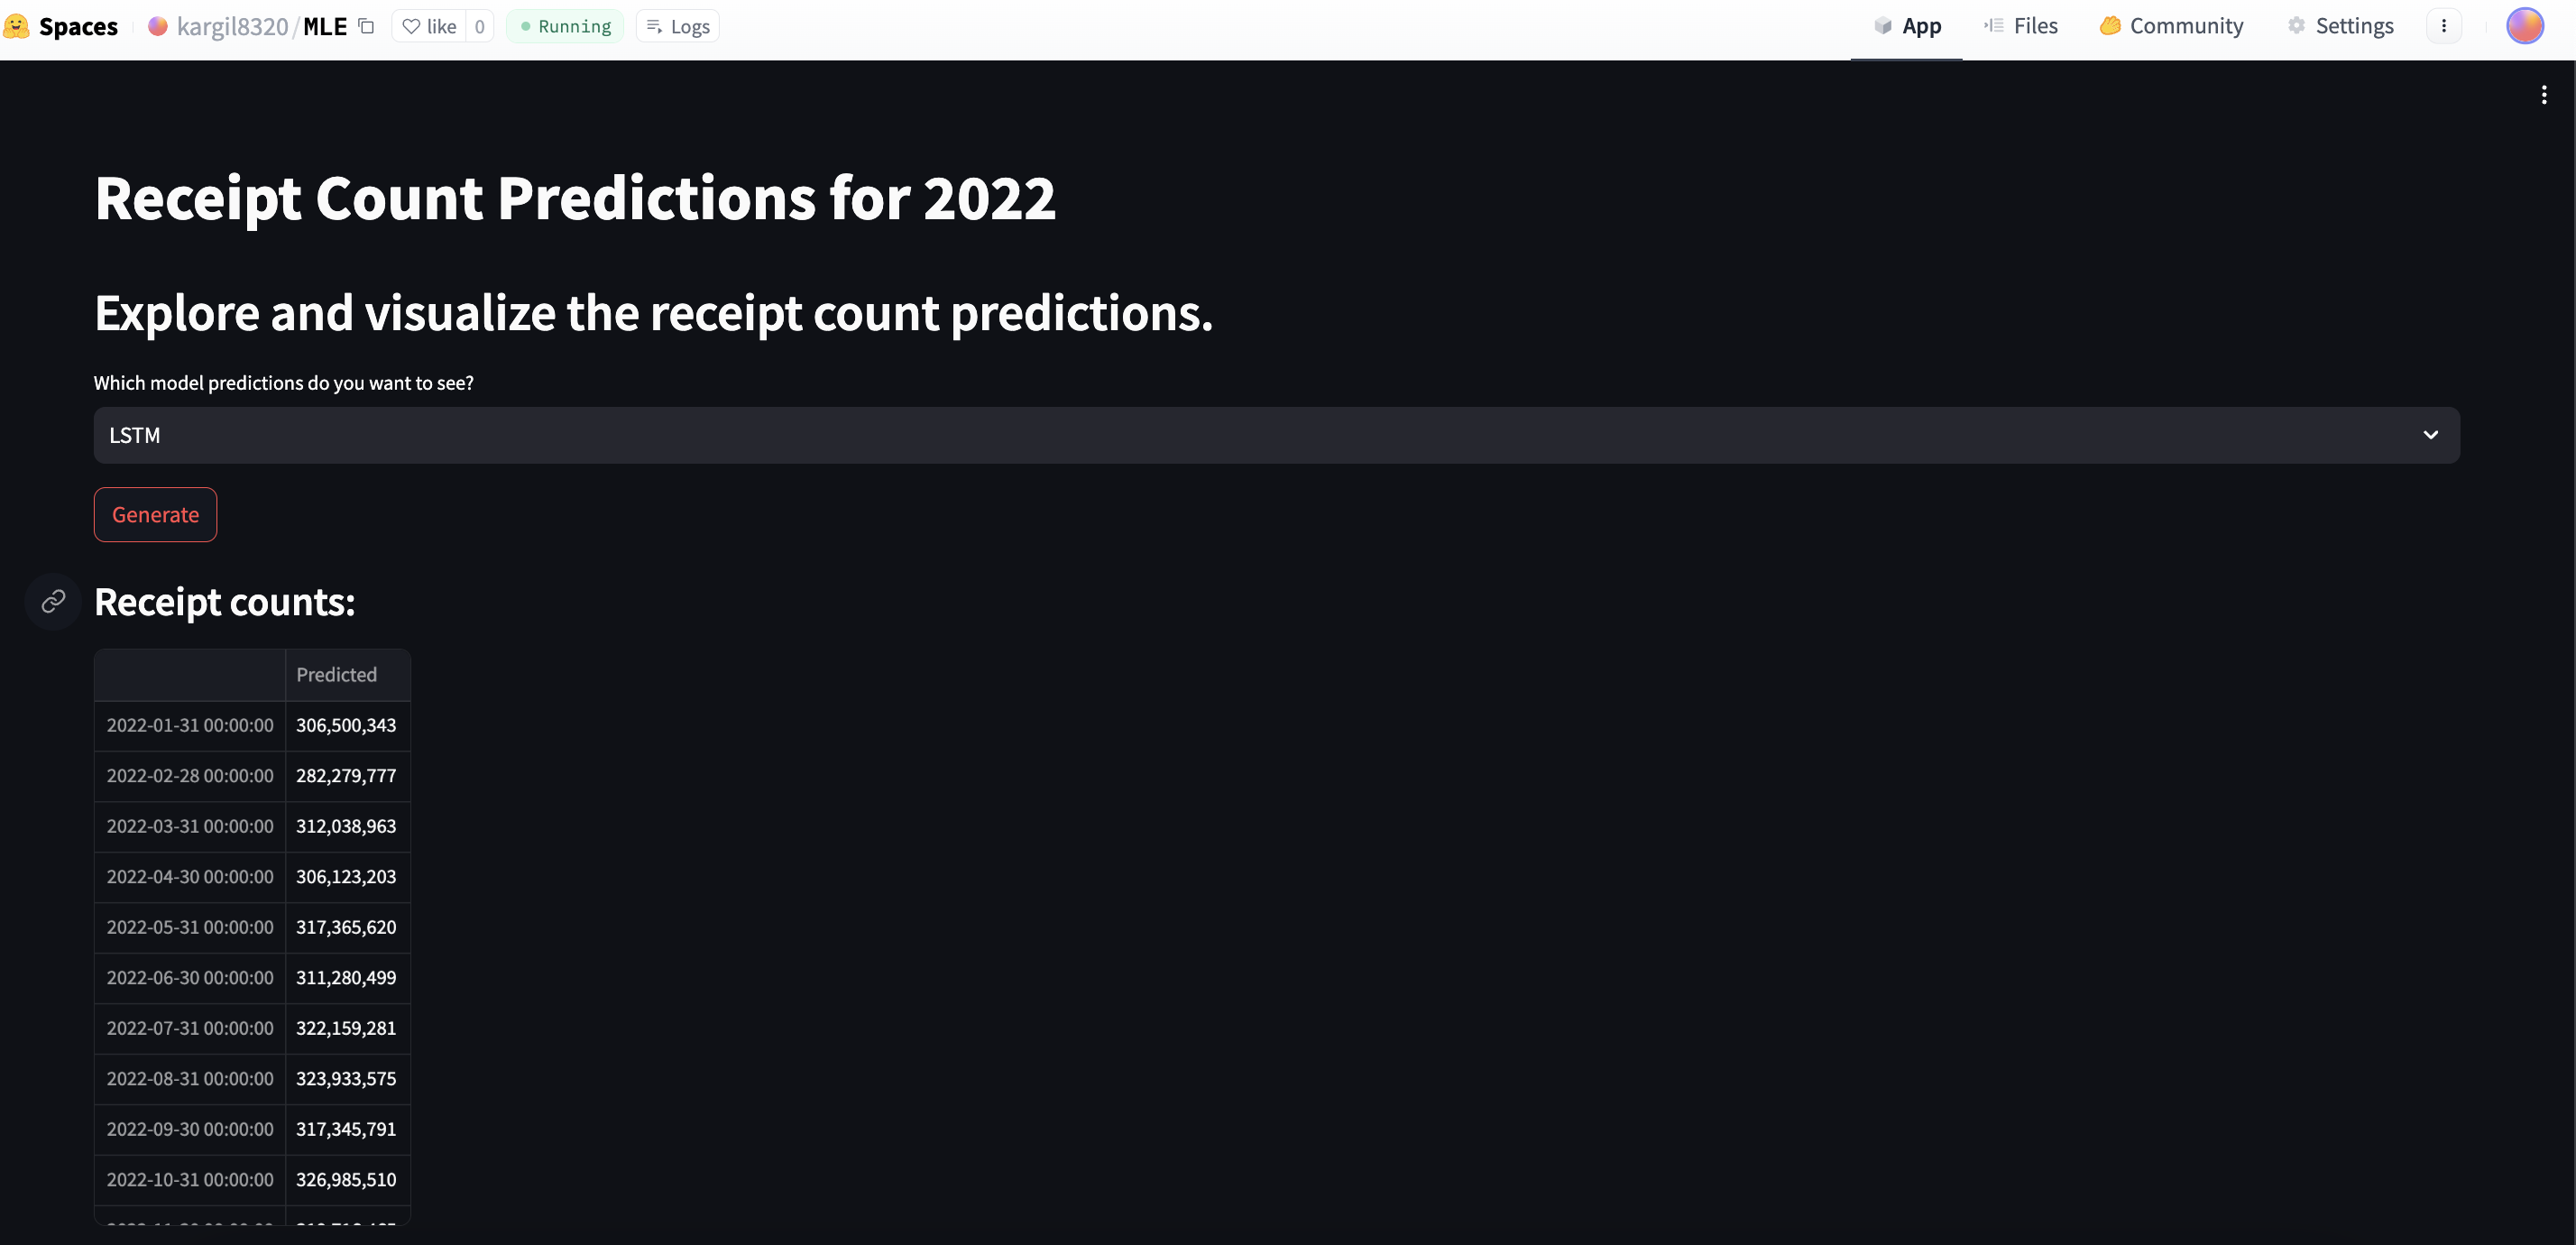 Spaces kargil8320/MLE like 0 Running Logs App Files Community Settings
Receipt Count Predictions for 2022
Explore and visualize the receipt count predictions.
Which model predictions do you want to see?
LSTM
Generate
Receipt counts:
Predicted
2022-01-31 00:00:00 306,500,343
2022-02-28 00:00:00 282,279,777
2022-03-31 00:00:00 312,038,963
2022-04-30 00:00:00 306,123,203
2022-05-31 00:00:00 317,365,620
2022-06-30 00:00:00 311,280,499
2022-07-31 00:00:00 322,159,281
2022-08-31 00:00:00 323,933,575
2022-09-30 00:00:00 317,345,791
2022-10-31 00:00:00 326,985,510